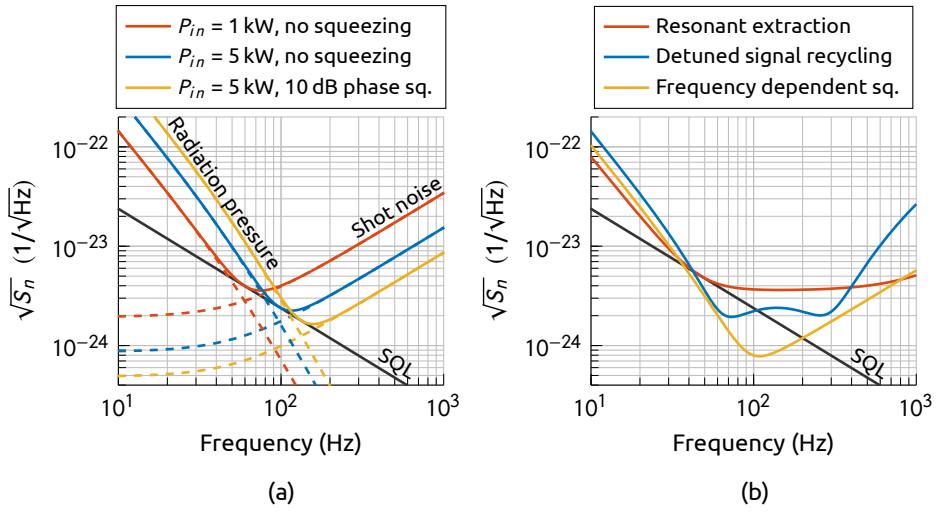 P_in = 1 kW, no squeezing
P_in = 5 kW, no squeezing
P_in = 5 kW, 10 dB phase sq.
Radiation pressure
Shot noise
SQL
10^-22
10^-23
10^-24
√S_n (1/√Hz)
10^1 10^2 10^3
Frequency (Hz)
(a)
Resonant extraction
Detuned signal recycling
Frequency dependent sq.
SQL
10^-22
10^-23
10^-24
√S_n (1/√Hz)
10^1 10^2 10^3
Frequency (Hz)
(b)